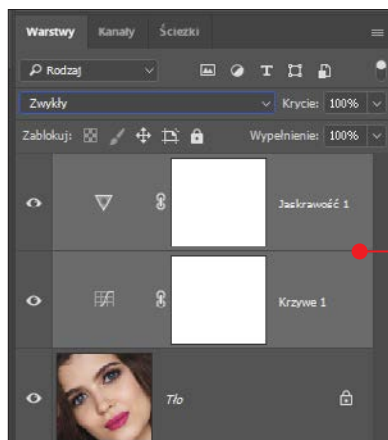 Warstwy Kanały Ścieżki
Rodzaj
Zwykły Krycie: 100%
Zablokuj: Wypełnienie: 100%
Jaskrawość 1
Krzywe 1
Tło